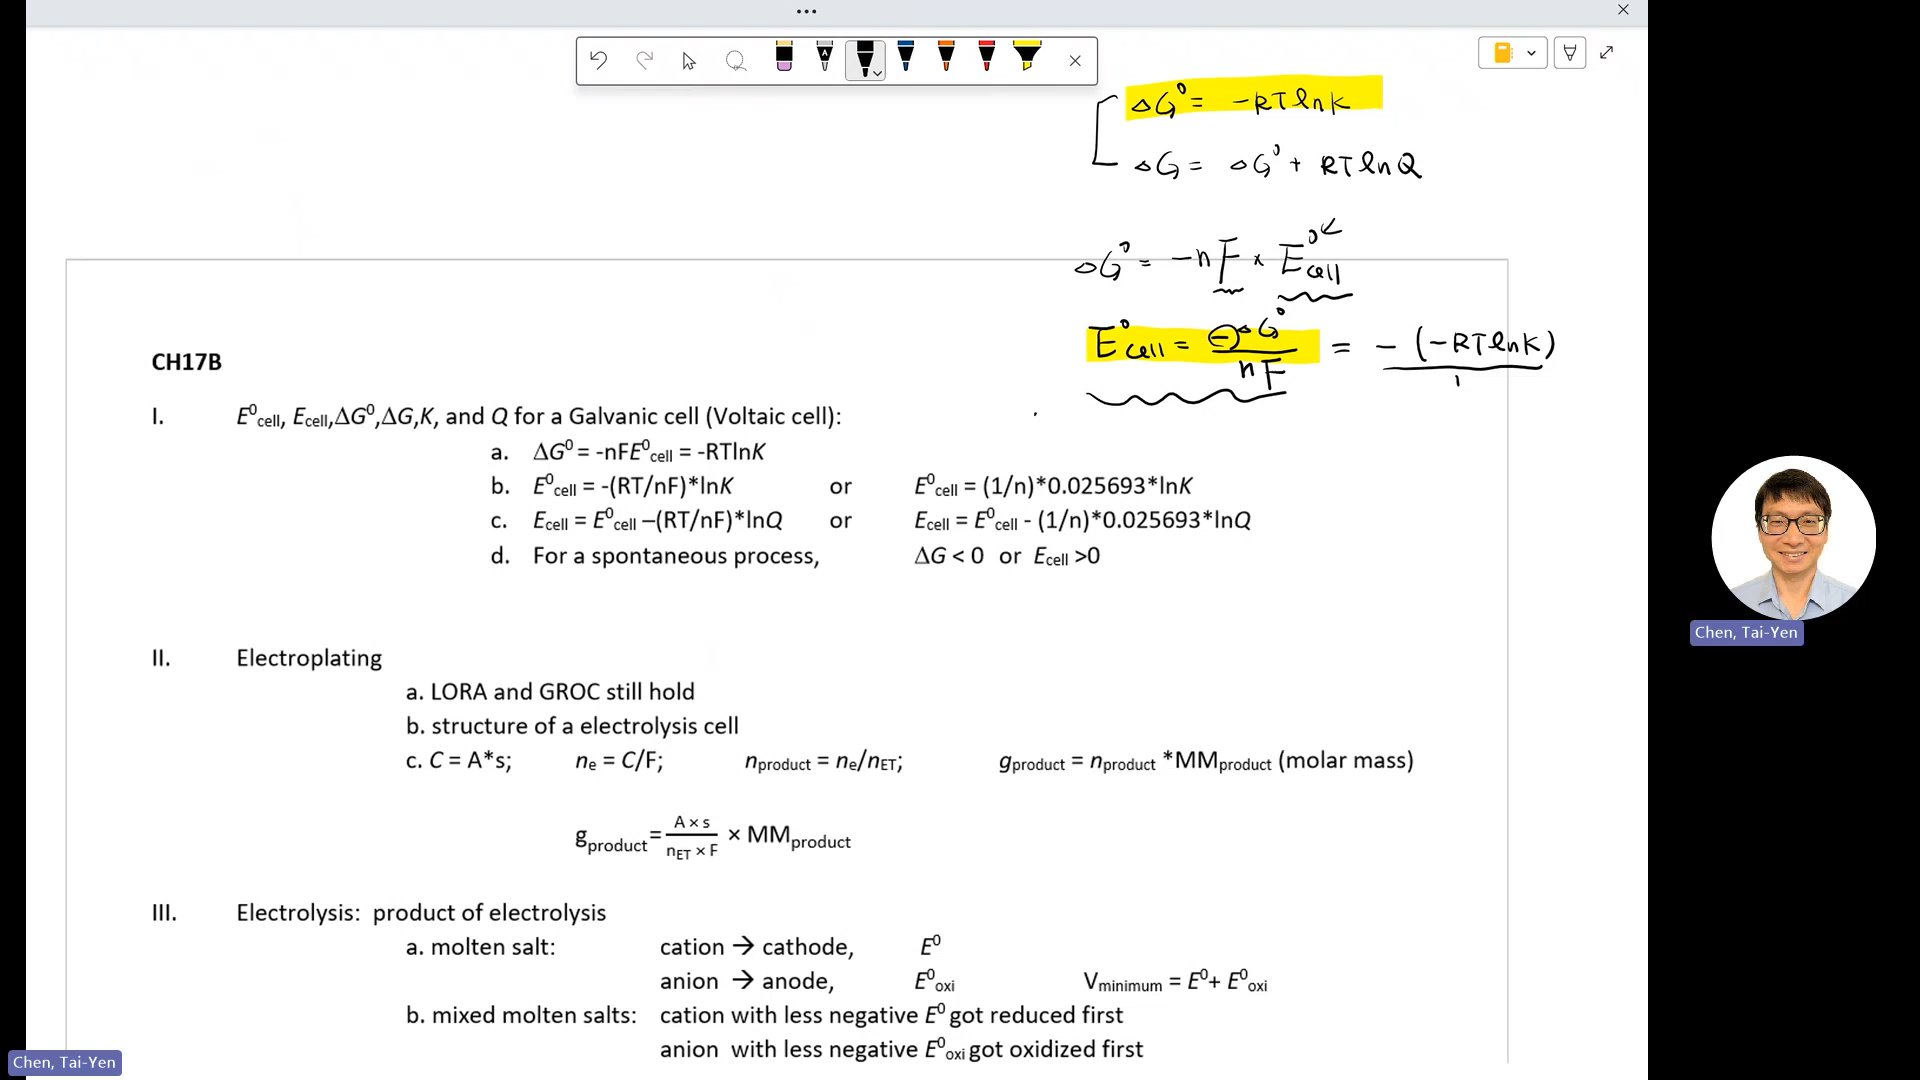 ΔG⁰ = -RTlnK
ΔG = ΔG⁰ + RTlnQ
ΔG⁰ = -nF × E⁰cell
E⁰cell = -ΔG⁰/nF = -(-RTlnK)
CH17B
I. E⁰cell, Ecell,ΔG⁰,ΔG,K, and Q for a Galvanic cell (Voltaic cell):
a. ΔG⁰ = -nFE⁰cell = -RTlnK
b. E⁰cell = -(RT/nF)*lnK or E⁰cell = (1/n)*0.025693*lnK
c. Ecell = E⁰cell –(RT/nF)*lnQ or Ecell = E⁰cell - (1/n)*0.025693*lnQ
d. For a spontaneous process, ΔG < 0 or Ecell >0
II. Electroplating
a. LORA and GROC still hold
b. structure of a electrolysis cell
c. C = A*s; ne = C/F; nproduct = ne/nET; gproduct = nproduct *MMproduct (molar mass)
gproduct = (A × s)/(nET × F) × MMproduct
III. Electrolysis: product of electrolysis
a. molten salt: cation → cathode, E⁰
anion → anode, E⁰oxi Vminimum = E⁰+ E⁰oxi
b. mixed molten salts: cation with less negative E⁰ got reduced first
anion with less negative E⁰oxi got oxidized first
Chen, Tai-Yen
Chen, Tai-Yen